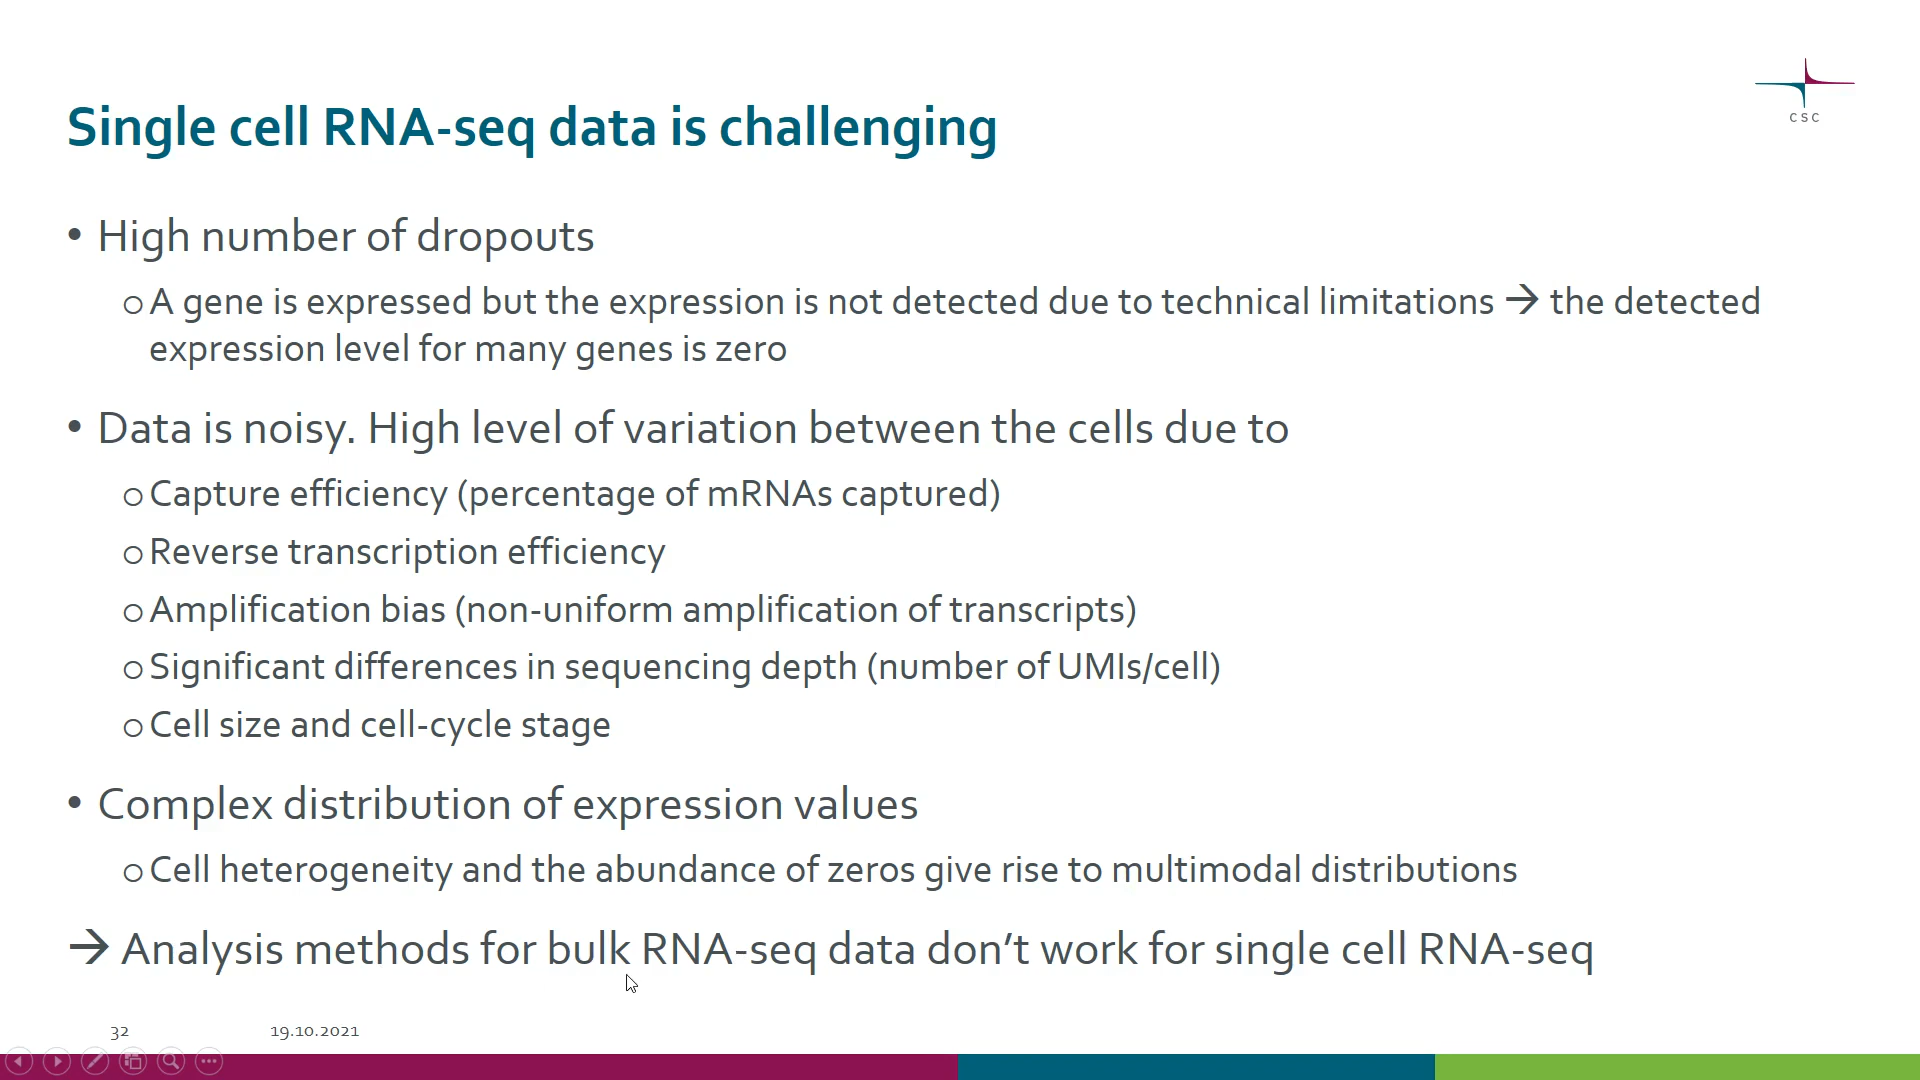 CSC
Single cell RNA-seq data is challenging
• High number of dropouts
o A gene is expressed but the expression is not detected due to technical limitations → the detected
expression level for many genes is zero
• Data is noisy. High level of variation between the cells due to
o Capture efficiency (percentage of mRNAs captured)
o Reverse transcription efficiency
o Amplification bias (non-uniform amplification of transcripts)
o Significant differences in sequencing depth (number of UMIs/cell)
o Cell size and cell-cycle stage
• Complex distribution of expression values
o Cell heterogeneity and the abundance of zeros give rise to multimodal distributions
→ Analysis methods for bulk RNA-seq data don’t work for single cell RNA-seq
32 19.10.2021